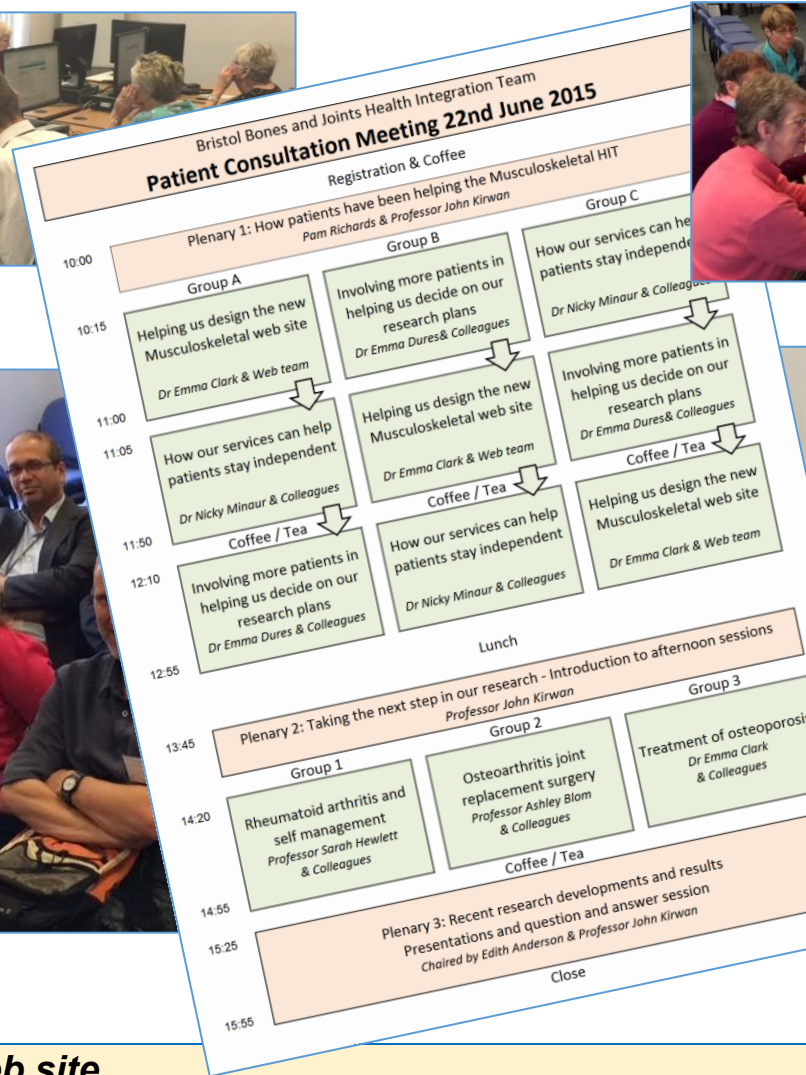 Bristol Bones and Joints Health Integration Team
Patient Consultation Meeting 22nd June 2015
Registration & Coffee
10:00
Plenary 1: How patients have been helping the Musculoskeletal HIT
Pam Richards & Professor John Kirwan
Group A
Group B
Group C
10:15
Helping us design the new
Musculoskeletal web site
Dr Emma Clark & Web team
Involving more patients in
helping us decide on our
research plans
Dr Emma Dures& Colleagues
How our services can
patients stay
Dr Nicky Minaur &
11:00
11:05
How our services can help
patients stay independent
Dr Nicky Minaur & Colleagues
Helping us design the new
Musculoskeletal web site
Dr Emma Clark & Web team
Involving more patients in
helping us decide on our
research plans
Dr Emma Dures& Colleagues
11:50
Coffee / Tea
Coffee / Tea
Coffee / Tea
12:10
Involving more patients in
helping us decide on our
research plans
Dr Emma Dures & Colleagues
How our services can help
patients stay independent
Dr Nicky Minaur & Colleagues
Helping us design the new
Musculoskeletal web site
Dr Emma Clark & Web team
12:55
Lunch
13:45
Plenary 2: Taking the next step in our research - Introduction to afternoon sessions
Professor John Kirwan
Group 1
Group 2
Group 3
14:20
Rheumatoid arthritis and
self management
Professor Sarah Hewlett
& Colleagues
Osteoarthritis joint
replacement surgery
Professor Ashley Blom
& Colleagues
Treatment of osteoporosis
Dr Emma Clark
& Colleagues
14:55
Coffee / Tea
15:25
Plenary 3: Recent research developments and results
Presentations and question and answer session
Chaired by Edith Anderson & Professor John Kirwan
15:55
Close
site